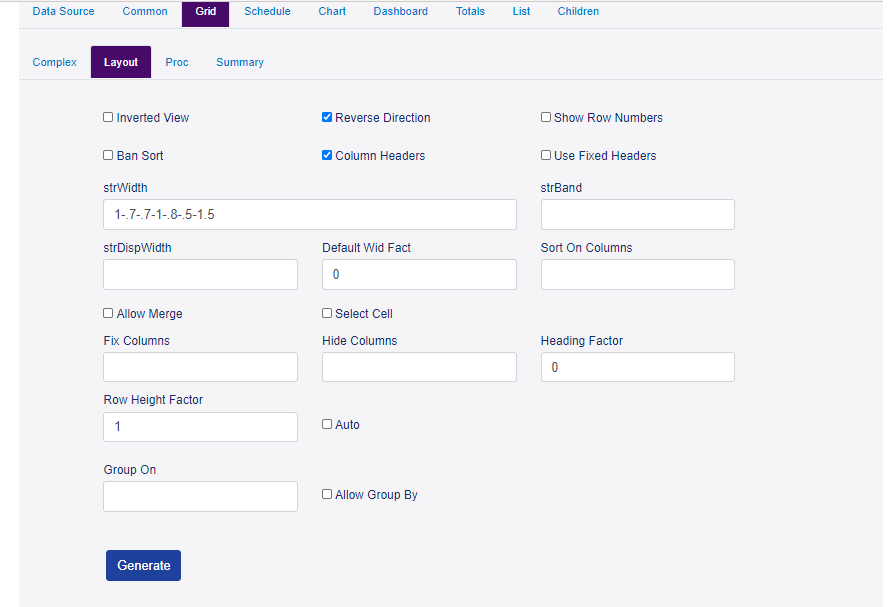 Data Source Common Grid Schedule Chart Dashboard Totals List Children
Complex Layout Proc Summary
Inverted View Reverse Direction Show Row Numbers
Ban Sort Column Headers Use Fixed Headers
strWidth strBand
1-.7-.7-1-.8-.5-1.5
strDispWidth Default Wid Fact Sort On Columns
0
Allow Merge Select Cell
Fix Columns Hide Columns Heading Factor
0
Row Height Factor
1 Auto
Group On
Allow Group By
Generate